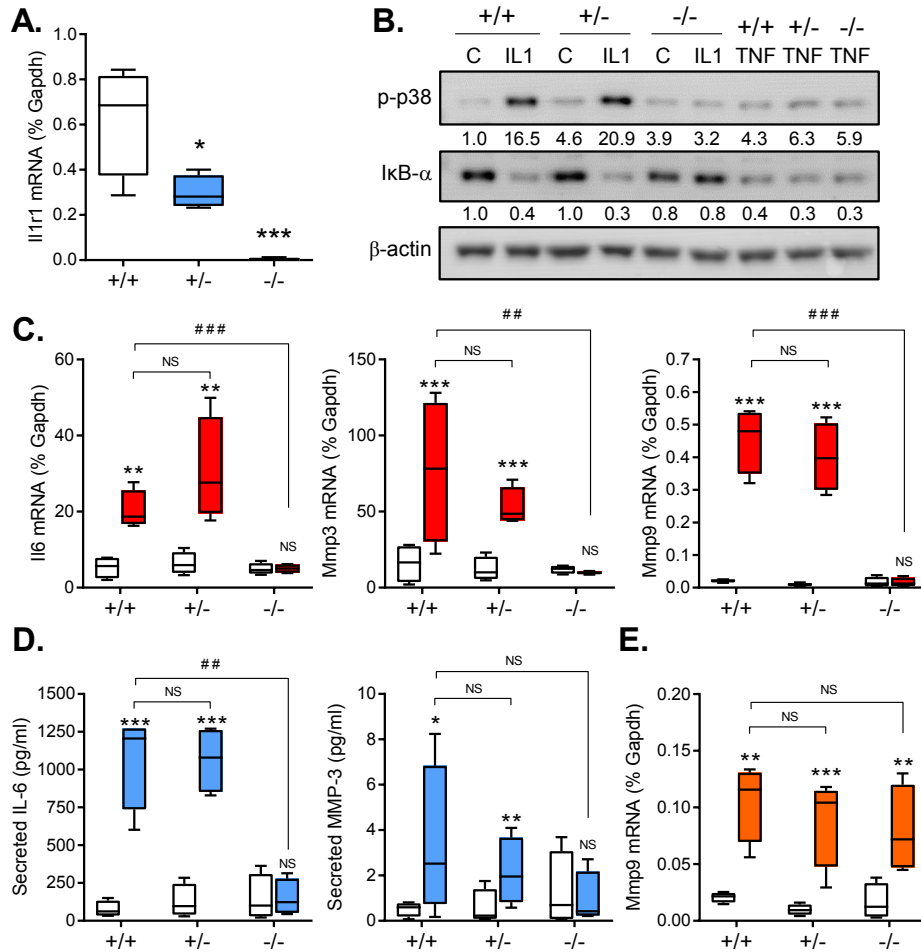 A.
Il1r1 mRNA (% Gapdh)
1.0
0.8
0.6
0.4
0.2
0.0
*
***
+/+ +/- -/-
B.
+/+ +/- -/- +/+ +/- -/-
C IL1 C IL1 C IL1 TNF TNF TNF
p-p38
1.0 16.5 4.6 20.9 3.9 3.2 4.3 6.3 5.9
IκB-α
1.0 0.4 1.0 0.3 0.8 0.8 0.4 0.3 0.3
β-actin
C.
Il6 mRNA (% Gapdh)
60
40
20
0
###
NS
**
**
NS
+/+ +/- -/-
Mmp3 mRNA (% Gapdh)
150
100
50
0
##
NS
***
***
NS
+/+ +/- -/-
Mmp9 mRNA (% Gapdh)
0.7
0.6
0.5
0.4
0.3
0.2
0.1
0.0
###
NS
***
***
NS
+/+ +/- -/-
D.
Secreted IL-6 (pg/ml)
1500
1250
1000
750
500
250
0
##
NS
***
***
NS
+/+ +/- -/-
Secreted MMP-3 (pg/ml)
10
8
6
4
2
0
NS
NS
*
**
NS
+/+ +/- -/-
E.
Mmp9 mRNA (% Gapdh)
0.20
0.15
0.10
0.05
0.00
NS
NS
**
***
**
+/+ +/- -/-